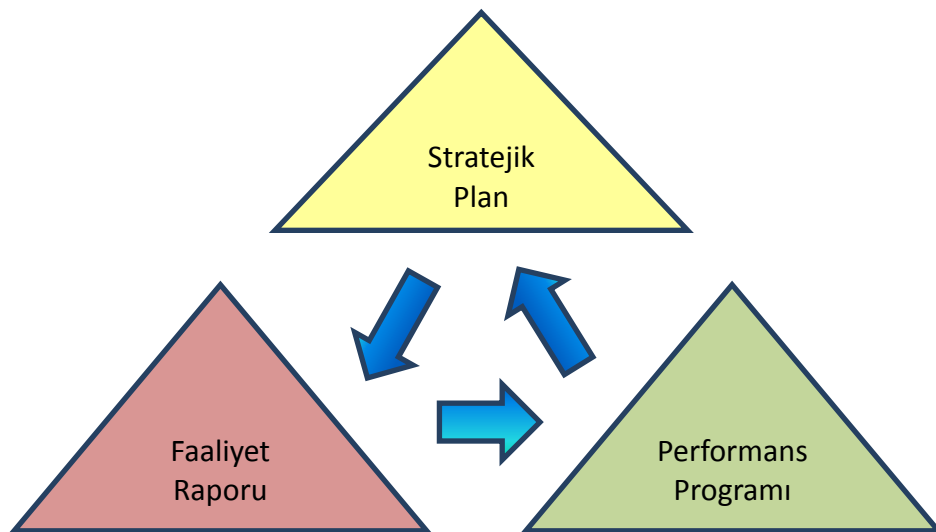 Stratejik
Plan
Faaliyet
Raporu
Performans
Programı